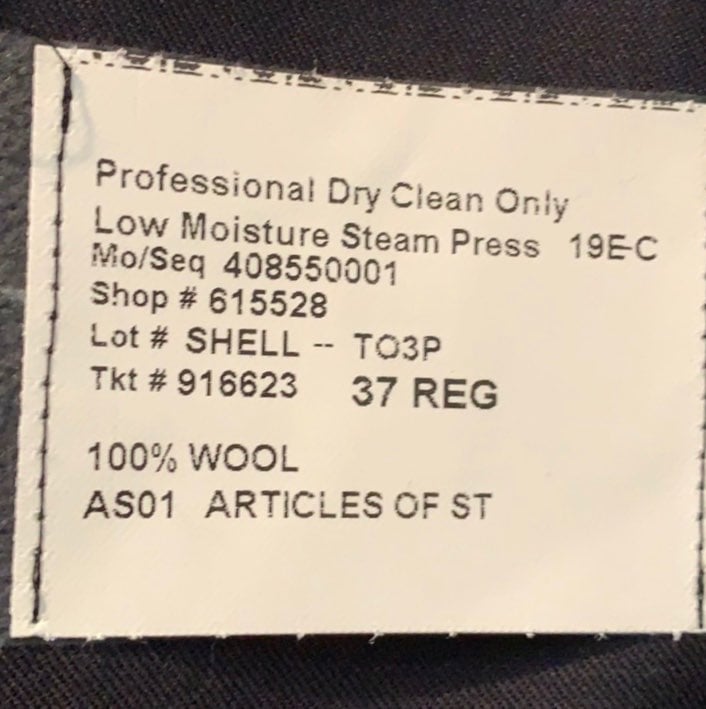 Professional Dry Clean Only
Low Moisture Steam Press 19E-C
Mo/Seq 408550001
Shop # 615528
Lot # SHELL -- TO3P
Tkt # 916623 37 REG
100% WOOL
AS01 ARTICLES OF ST